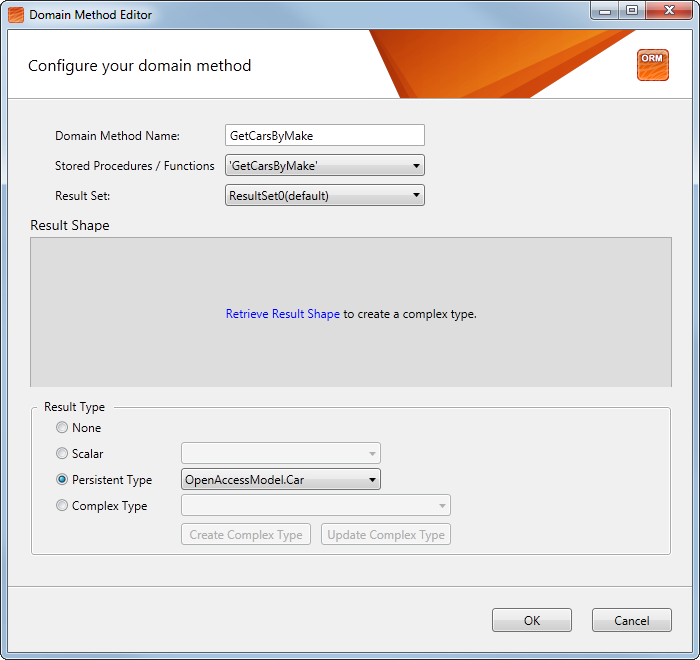 Domain Method Editor
Configure your domain method
ORM
Domain Method Name: GetCarsByMake
Stored Procedures / Functions 'GetCarsByMake'
Result Set: ResultSet0(default)
Result Shape
Retrieve Result Shape to create a complex type.
Result Type
None
Scalar
Persistent Type OpenAccessModel.Car
Complex Type
Create Complex Type Update Complex Type
OK Cancel